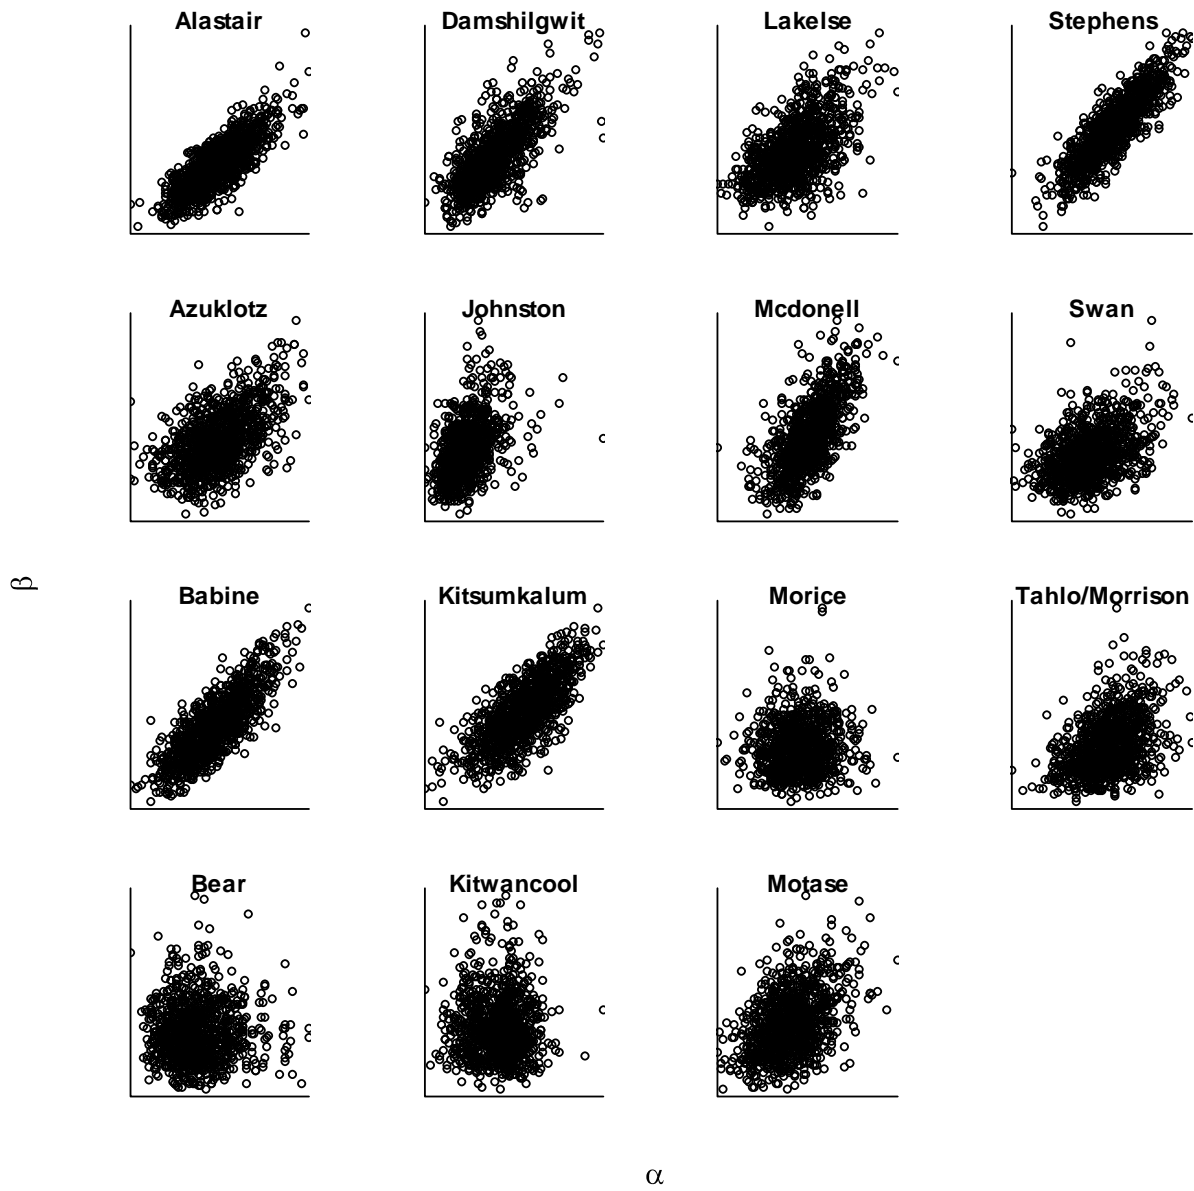 Alastair Damshilgwit Lakelse Stephens
Azuklotz Johnston Mcdonell Swan
β
Babine Kitsumkalum Morice Tahlo/Morrison
Bear Kitwancool Motase
α